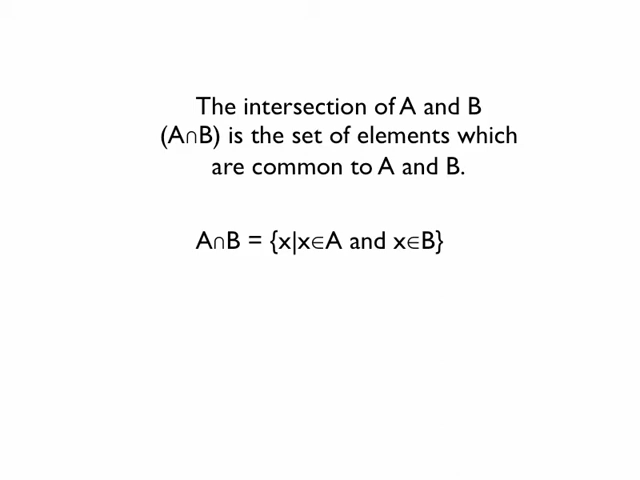 The intersection of A and B
(A∩B) is the set of elements which
are common to A and B.
A∩B = {x|x∈A and x∈B}